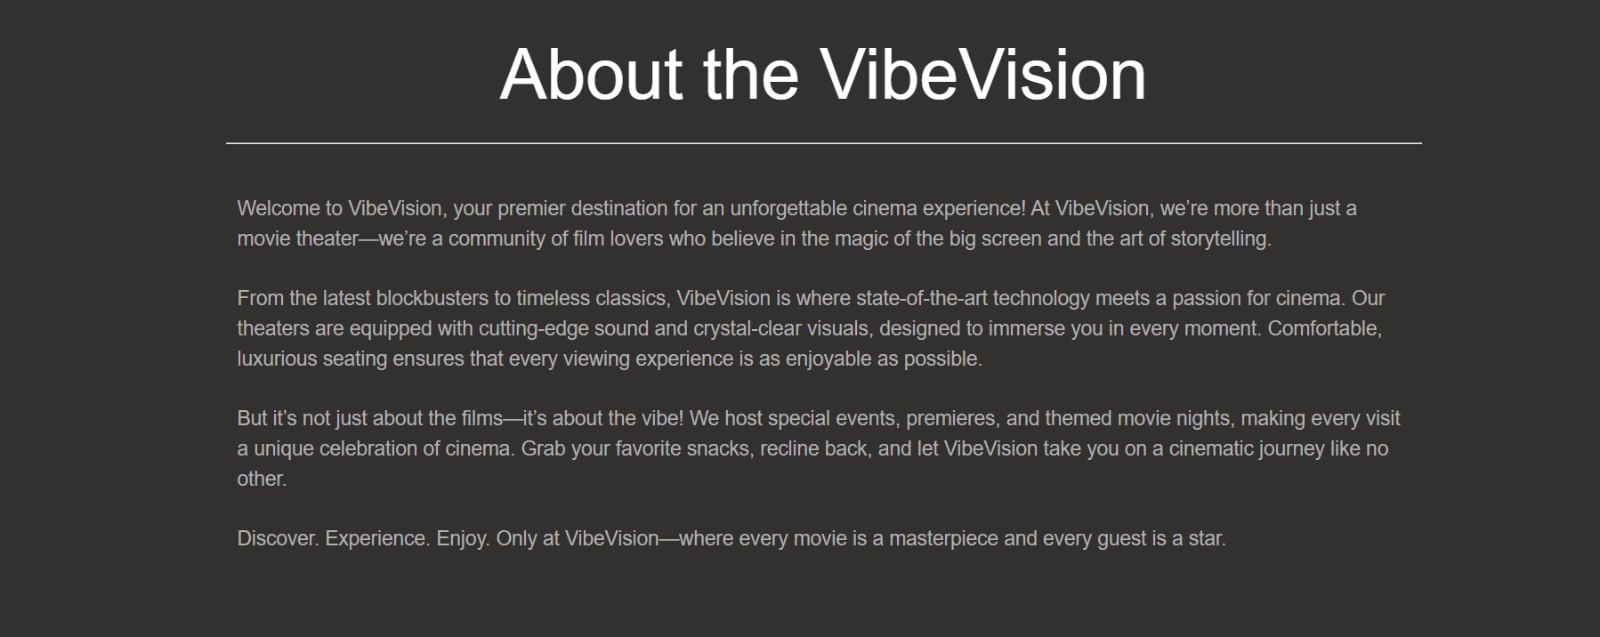 About the VibeVision
Welcome to VibeVision, your premier destination for an unforgettable cinema experience! At VibeVision, we’re more than just a
movie theater—we’re a community of film lovers who believe in the magic of the big screen and the art of storytelling.
From the latest blockbusters to timeless classics, VibeVision is where state-of-the-art technology meets a passion for cinema. Our
theaters are equipped with cutting-edge sound and crystal-clear visuals, designed to immerse you in every moment. Comfortable,
luxurious seating ensures that every viewing experience is as enjoyable as possible.
But it’s not just about the films—it’s about the vibe! We host special events, premieres, and themed movie nights, making every visit
a unique celebration of cinema. Grab your favorite snacks, recline back, and let VibeVision take you on a cinematic journey like no
other.
Discover. Experience. Enjoy. Only at VibeVision—where every movie is a masterpiece and every guest is a star.